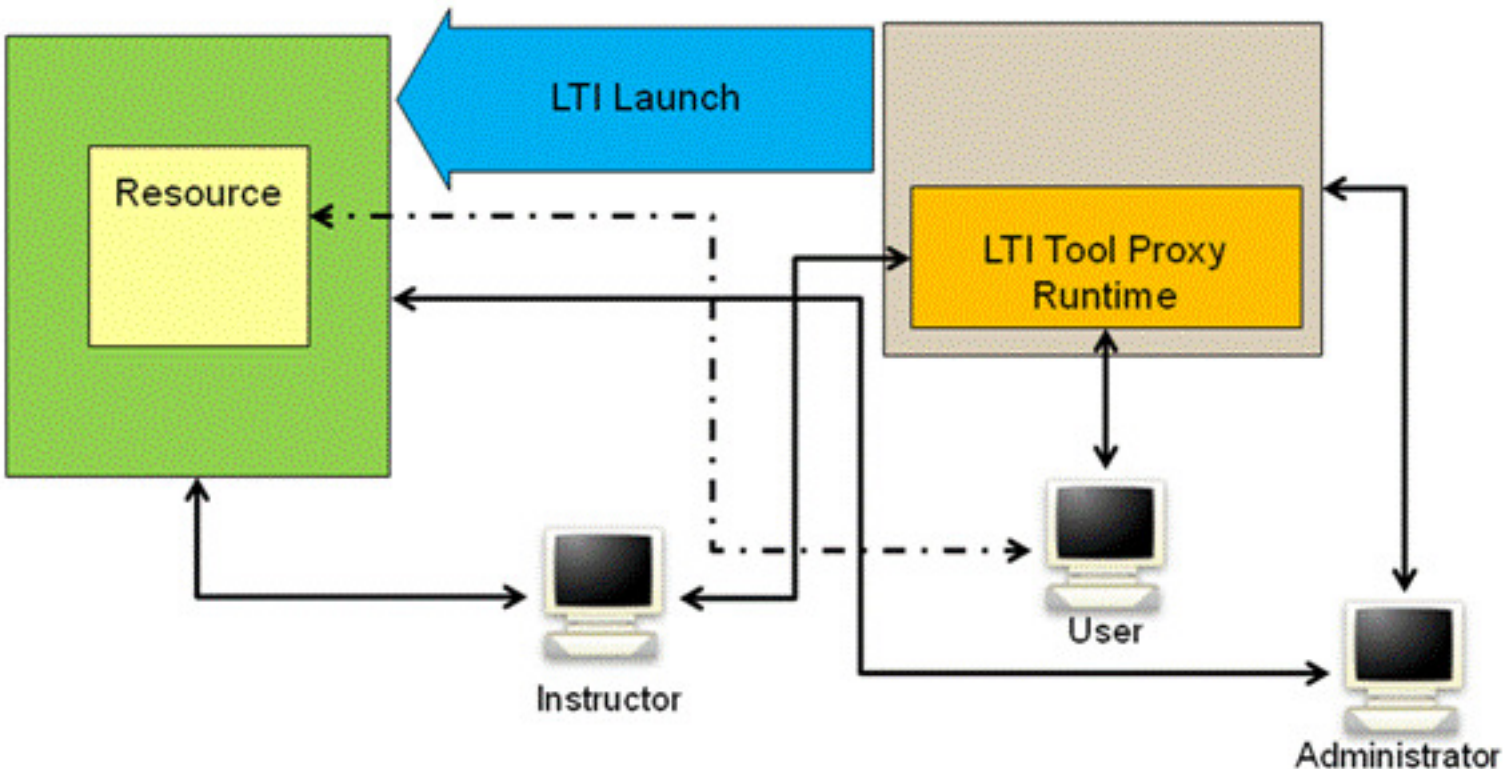 LTI Launch
Resource
LTI Tool Proxy
Runtime
User
Instructor
Administrator